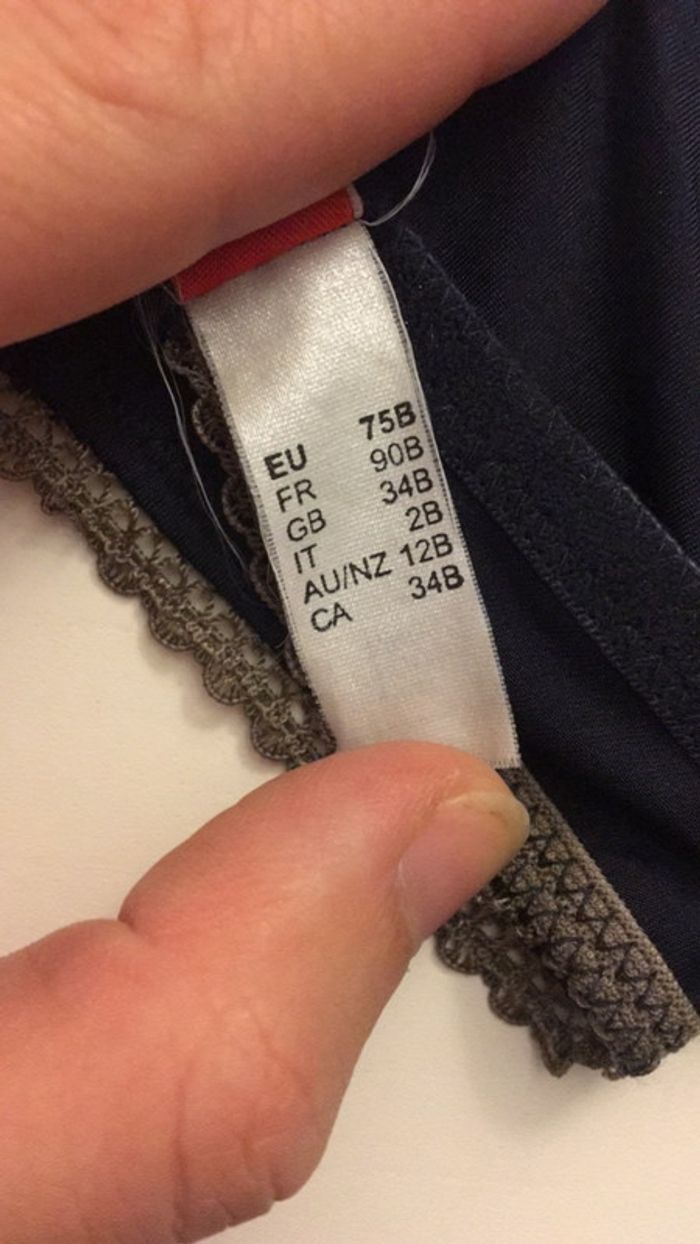 EU 75B
FR 90B
GB 34B
IT 2B
AU/NZ 12B
CA 34B